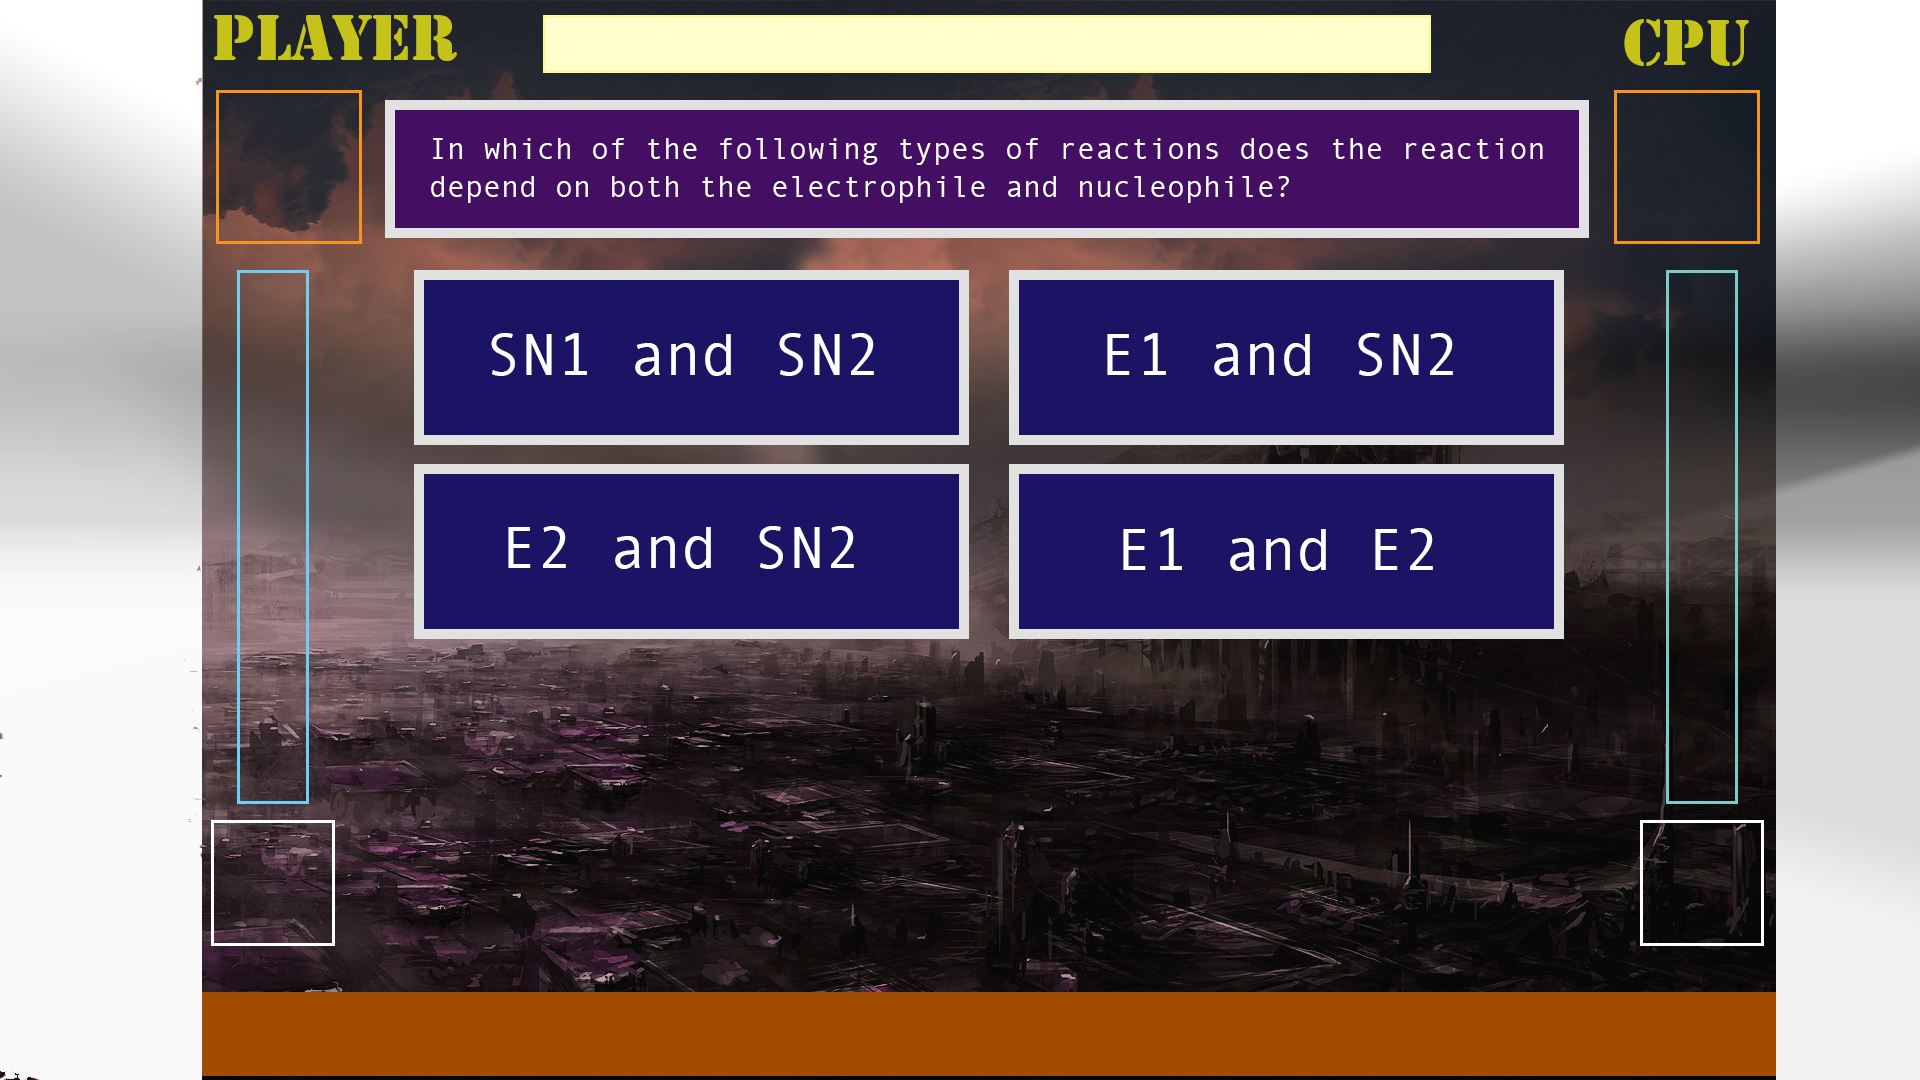 PLAYER
CPU
In which of the following types of reactions does the reaction
depend on both the electrophile and nucleophile?
SN1 and SN2
E1 and SN2
E2 and SN2
E1 and E2